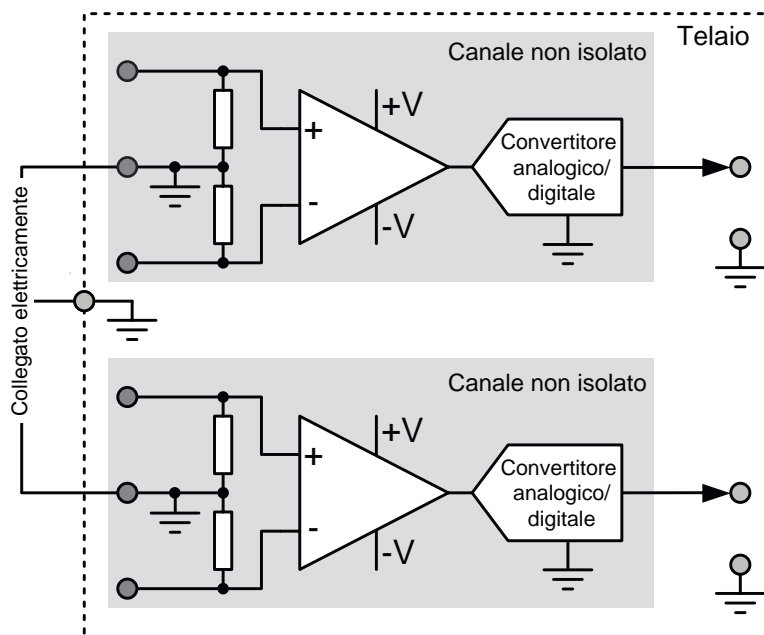 Telaio
Canale non isolato
+V
+
Convertitore
analogico/
digitale
-
-V
Collegato elettricamente
Canale non isolato
+V
+
Convertitore
analogico/
digitale
-
-V